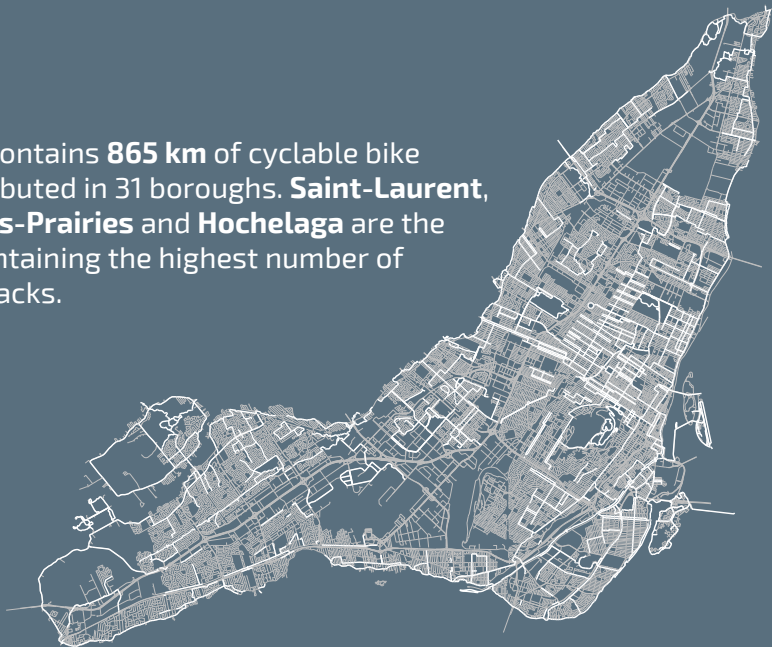 ontains 865 km of cyclable bike
buted in 31 boroughs. Saint-Laurent,
s-Prairies and Hochelaga are the
ntaining the highest number of
acks.